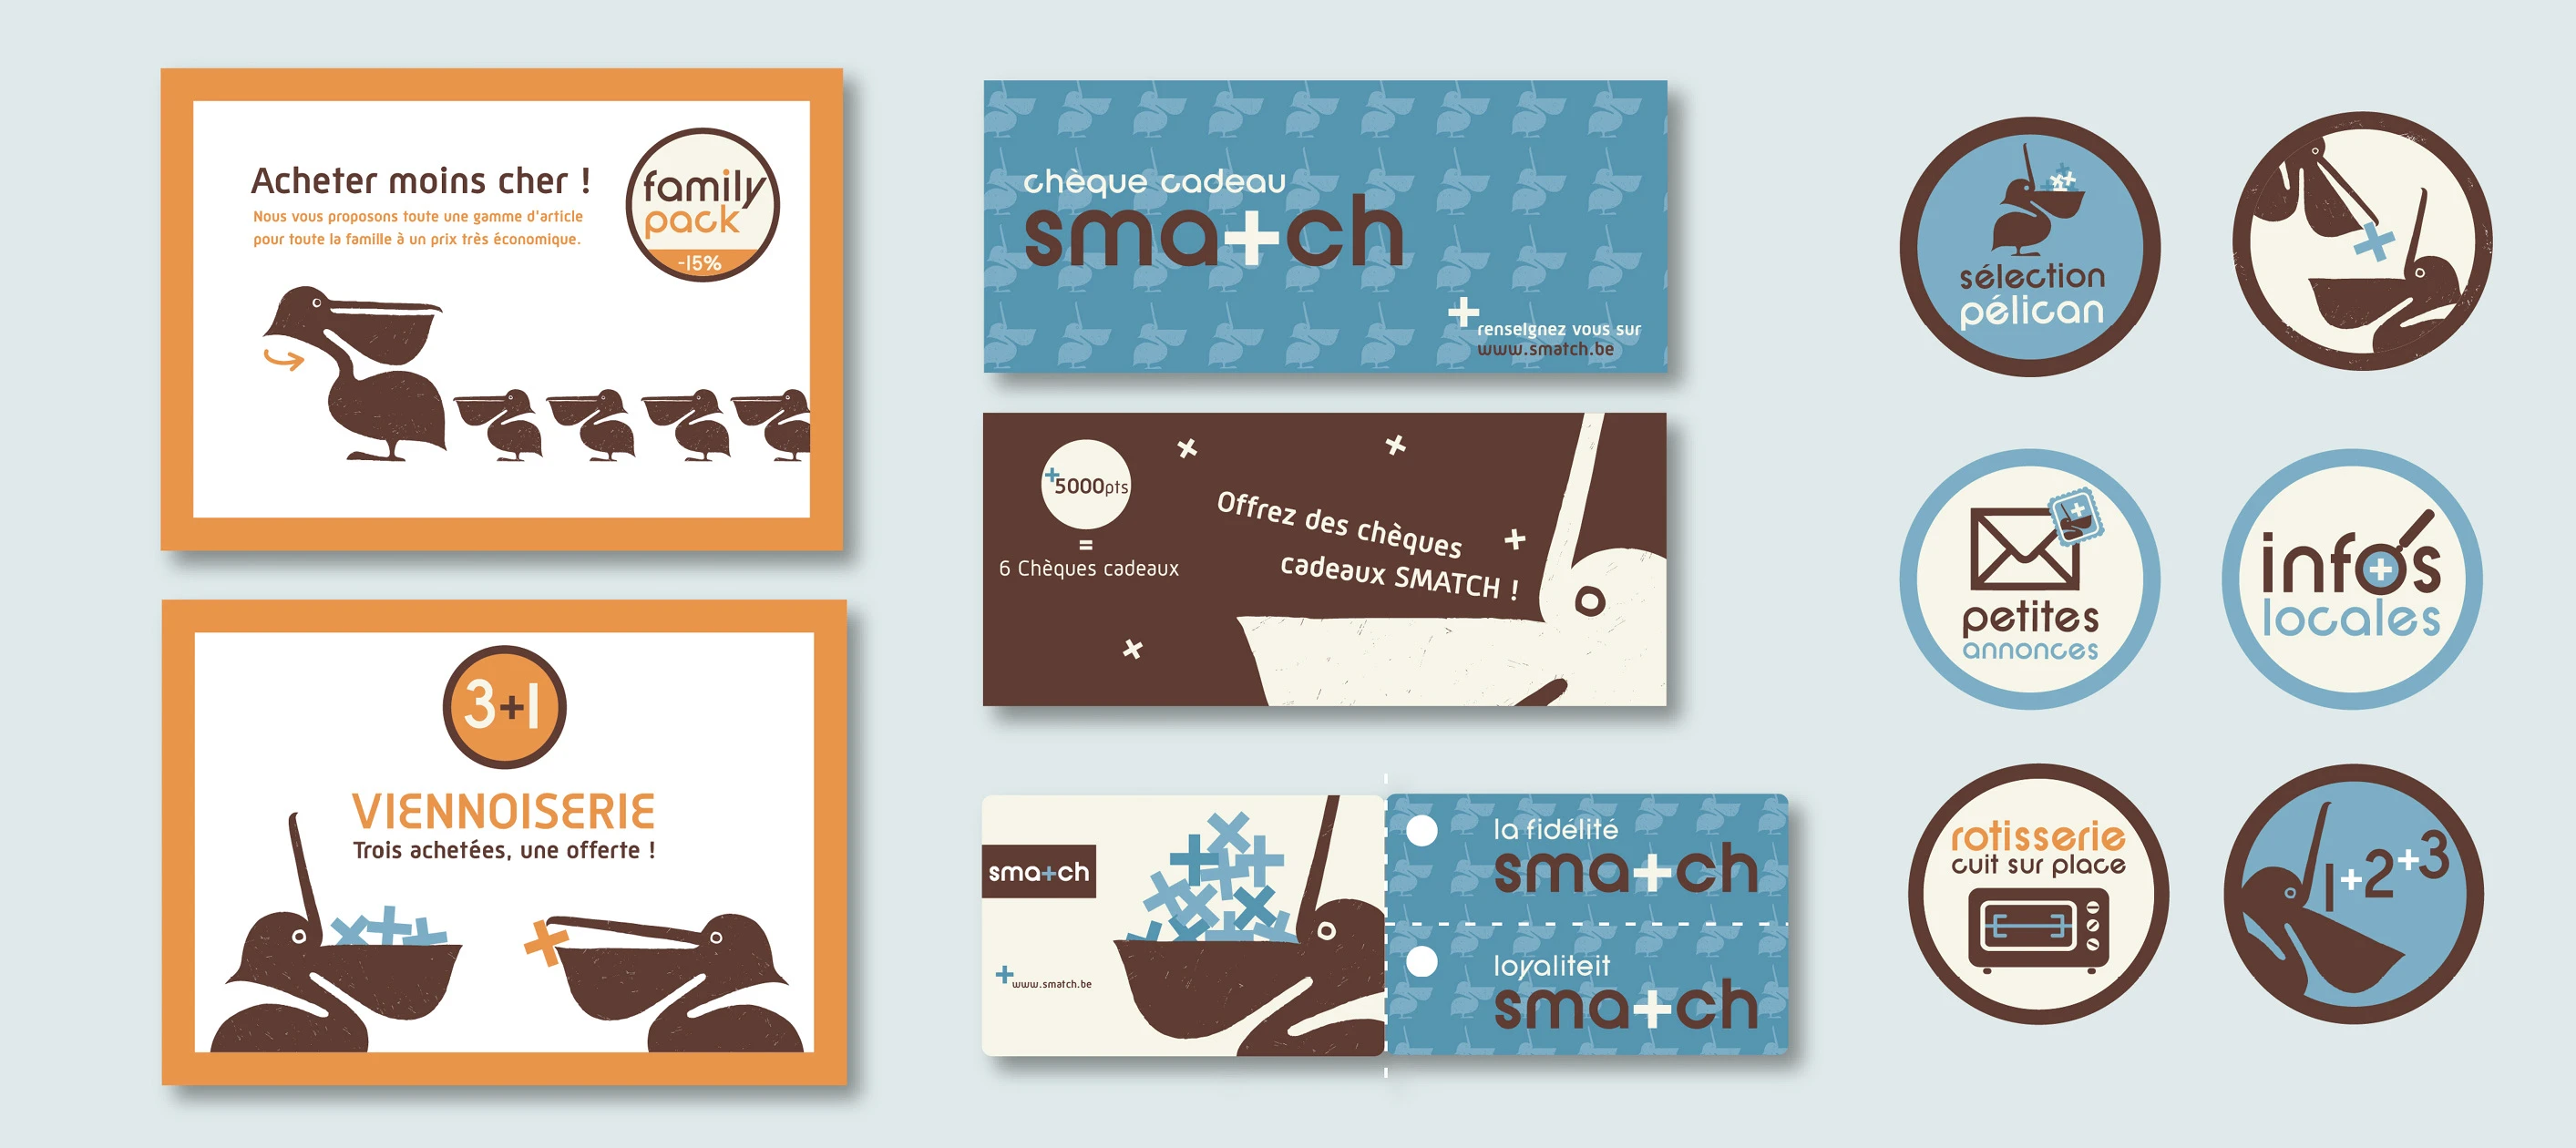 Acheter moins cher !
Nous vous proposons toute une gamme d'article
pour toute la famille à un prix très économique.
family
pack
-15%
3+1
VIENNOISERIE
Trois achetées, une offerte !
chèque cadeau
sma+ch
+
renseignez vous sur
www.smatch.be
+5000pts
=
6 Chèques cadeaux
Offrez des chèques
cadeaux SMATCH !
sma+ch
+www.smatch.be
la fidélité
sma+ch
loyaliteit
sma+ch
sélection
pélican
petites
annonces
infos
locales
rotisserie
cuit sur place
1+2+3